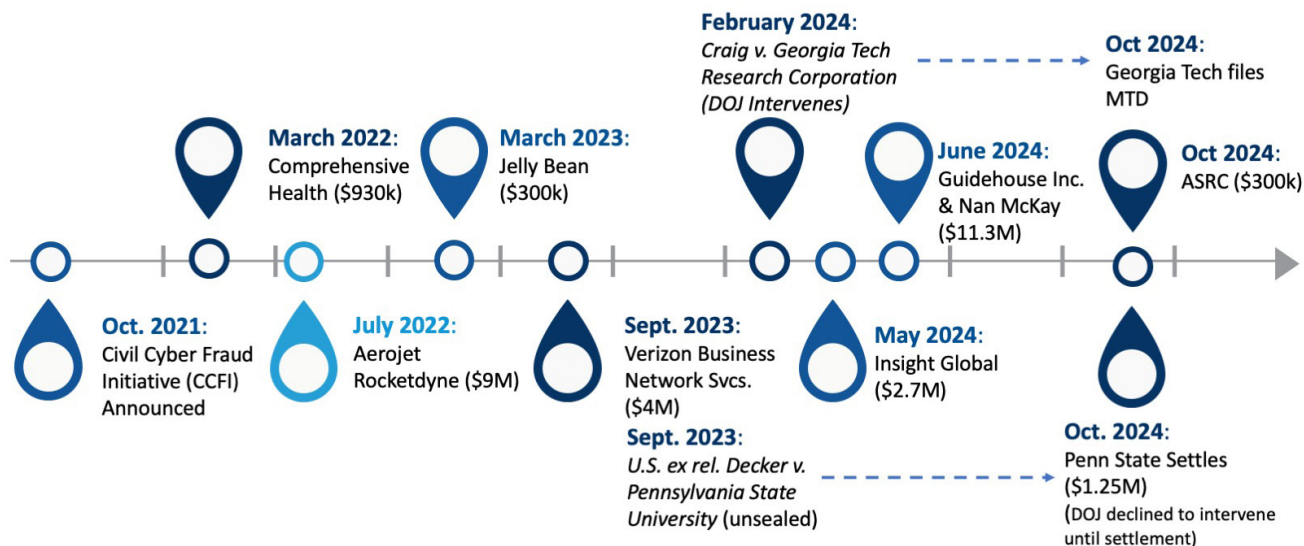 February 2024:
Craig v. Georgia Tech
Research Corporation
(DOJ Intervenes)
Oct 2024:
Georgia Tech files
MTD
March 2022:
Comprehensive
Health ($930k)
March 2023:
Jelly Bean
($300k)
June 2024:
Guidehouse Inc.
& Nan McKay
($11.3M)
Oct 2024:
ASRC ($300k)
Oct. 2021:
Civil Cyber Fraud
Initiative (CCFI)
Announced
July 2022:
Aerojet
Rocketdyne ($9M)
Sept. 2023:
Verizon Business
Network Svcs.
($4M)
May 2024:
Insight Global
($2.7M)
Sept. 2023:
U.S. ex rel. Decker v.
Pennsylvania State
University (unsealed)
Oct. 2024:
Penn State Settles
($1.25M)
(DOJ declined to intervene
until settlement)